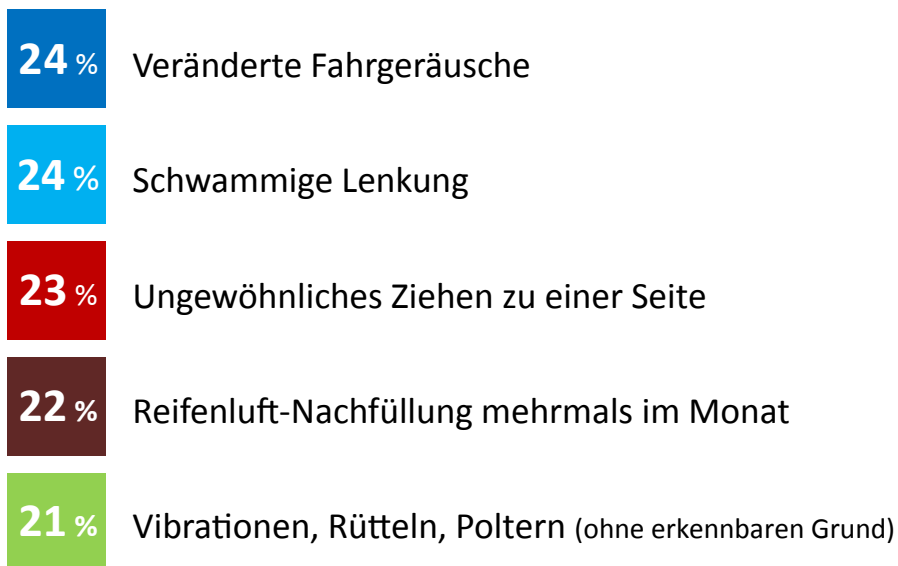 24 % Veränderte Fahrgeräusche
24 % Schwammige Lenkung
23 % Ungewöhnliches Ziehen zu einer Seite
22 % Reifenluft-Nachfüllung mehrmals im Monat
21 % Vibrationen, Rütteln, Poltern (ohne erkennbaren Grund)